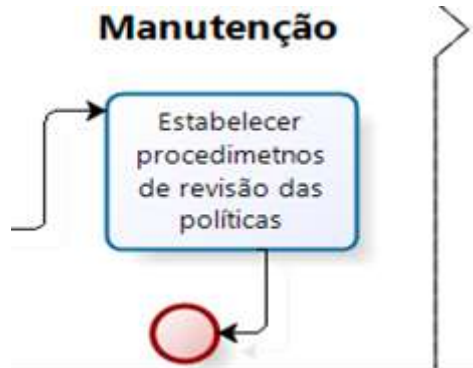 Manutenção
Estabelecer
procedimetnos
de revisão das
políticas